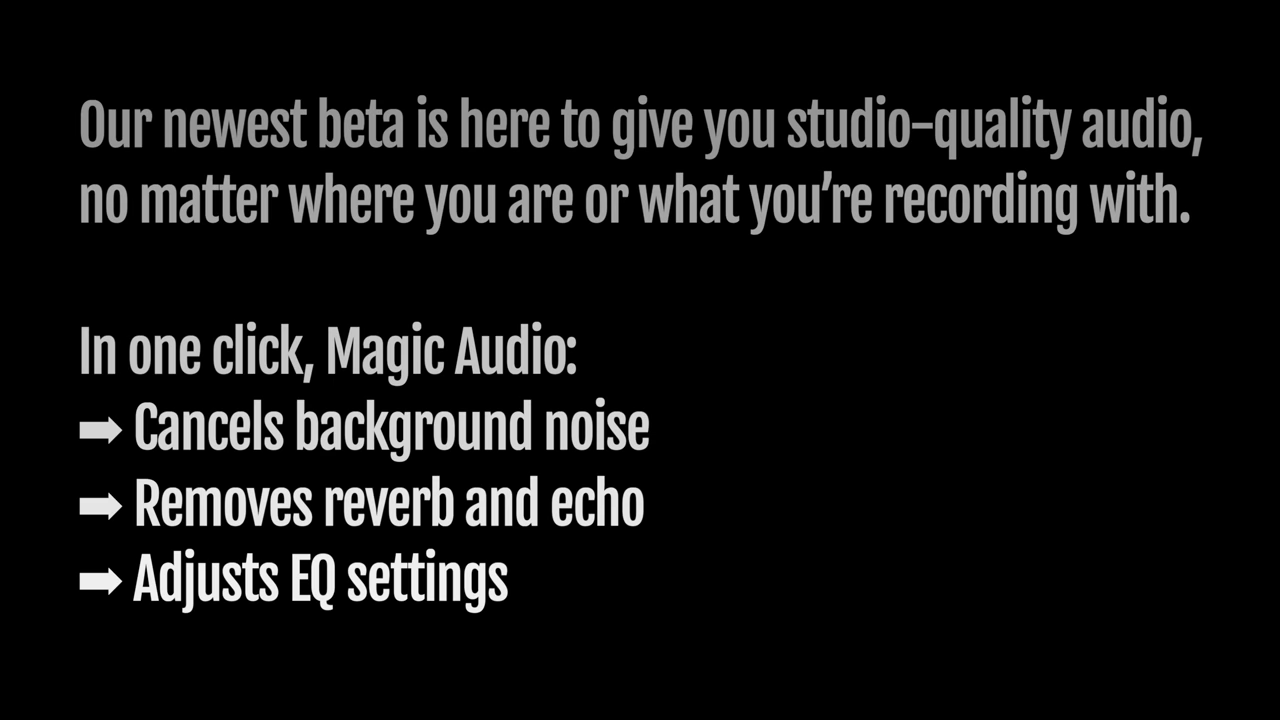 Our newest beta is here to give you studio-quality audio,
no matter where you are or what you’re recording with.
In one click, Magic Audio:
➡ Cancels background noise
➡ Removes reverb and echo
➡ Adjusts EQ settings